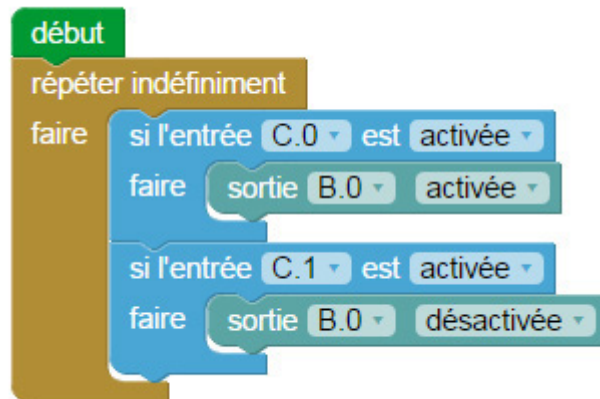 début
répéter indéfiniment
faire si l'entrée C.0 est activée
faire sortie B.0 activée
si l'entrée C.1 est activée
faire sortie B.0 désactivée